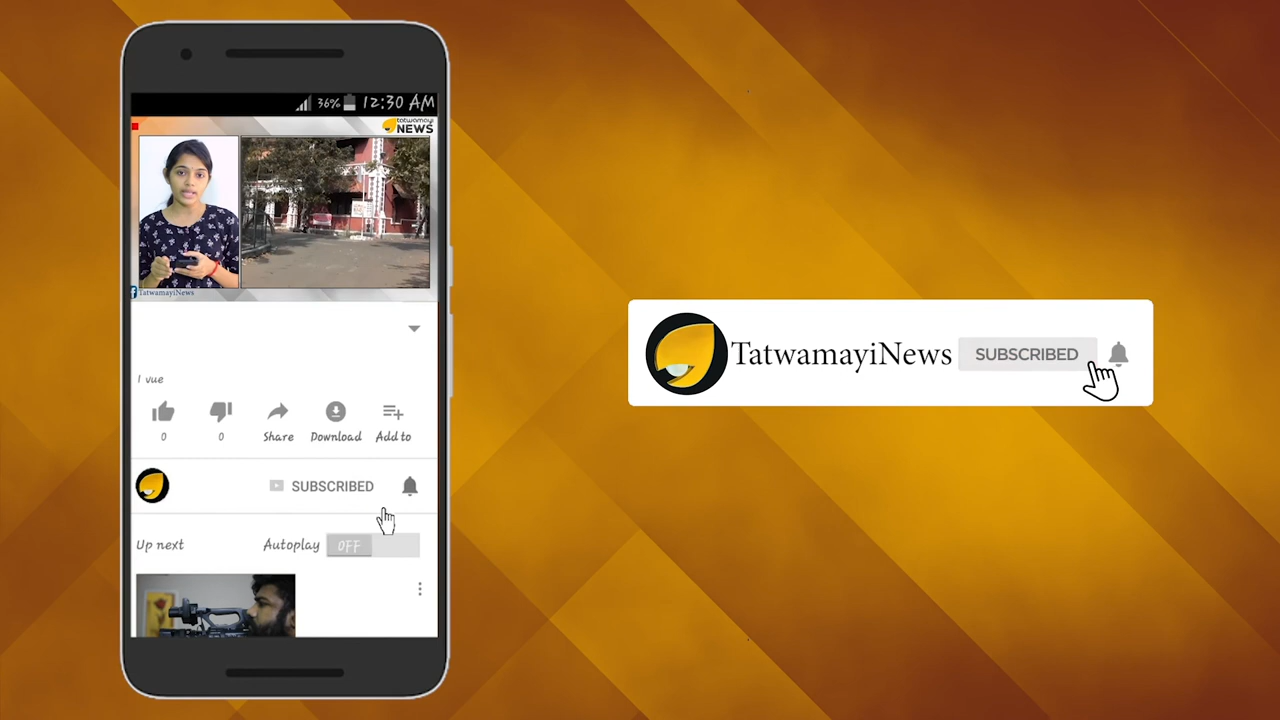 36% 12:30 AM
tatwamayi
NEWS
TatwamayiNews
1 vue
0 0 Share Download Add to
SUBSCRIBED
Up next Autoplay OFF
TatwamayiNews SUBSCRIBED